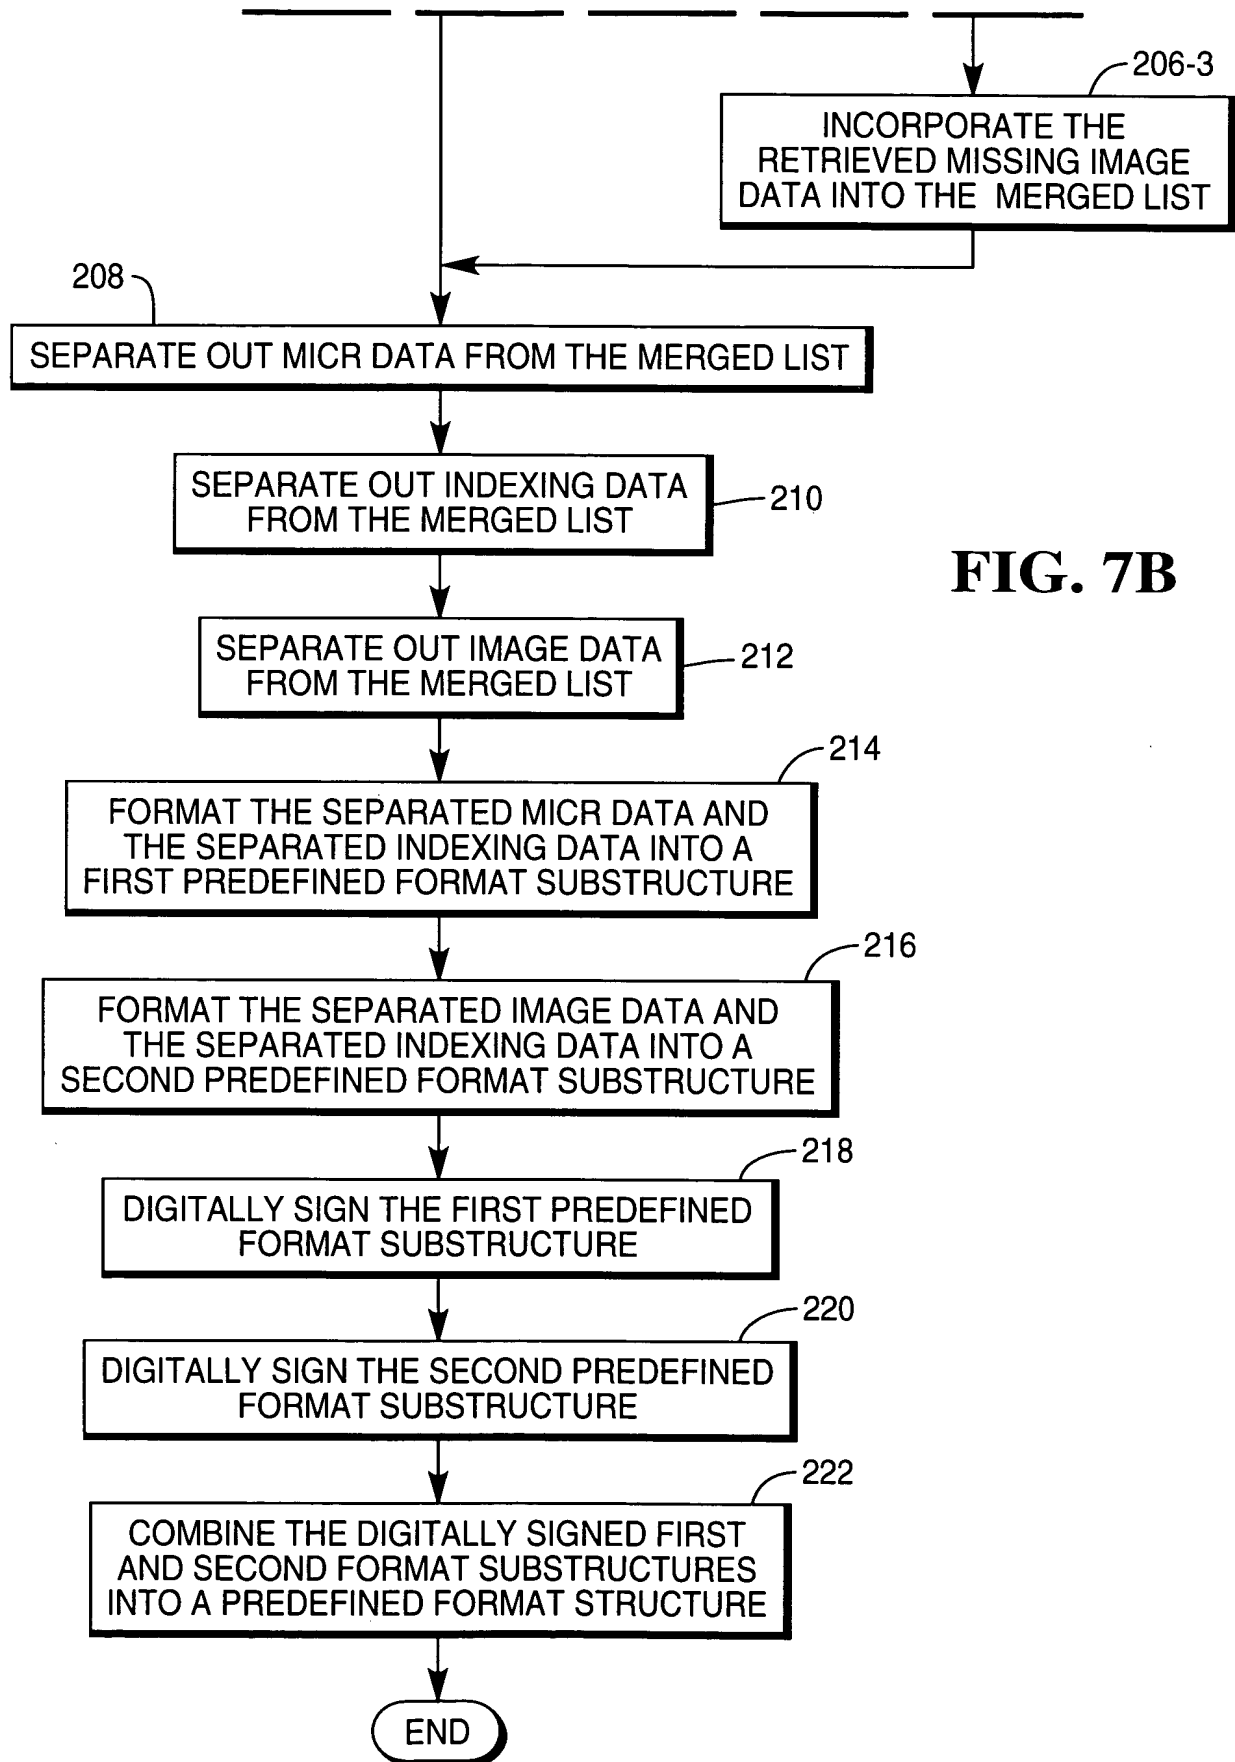 206-3
INCORPORATE THE
RETRIEVED MISSING IMAGE
DATA INTO THE MERGED LIST
208
SEPARATE OUT MICR DATA FROM THE MERGED LIST
SEPARATE OUT INDEXING DATA
FROM THE MERGED LIST
210
FIG. 7B
SEPARATE OUT IMAGE DATA
FROM THE MERGED LIST
212
214
FORMAT THE SEPARATED MICR DATA AND
THE SEPARATED INDEXING DATA INTO A
FIRST PREDEFINED FORMAT SUBSTRUCTURE
216
FORMAT THE SEPARATED IMAGE DATA AND
THE SEPARATED INDEXING DATA INTO A
SECOND PREDEFINED FORMAT SUBSTRUCTURE
218
DIGITALLY SIGN THE FIRST PREDEFINED
FORMAT SUBSTRUCTURE
220
DIGITALLY SIGN THE SECOND PREDEFINED
FORMAT SUBSTRUCTURE
222
COMBINE THE DIGITALLY SIGNED FIRST
AND SECOND FORMAT SUBSTRUCTURES
INTO A PREDEFINED FORMAT STRUCTURE
END